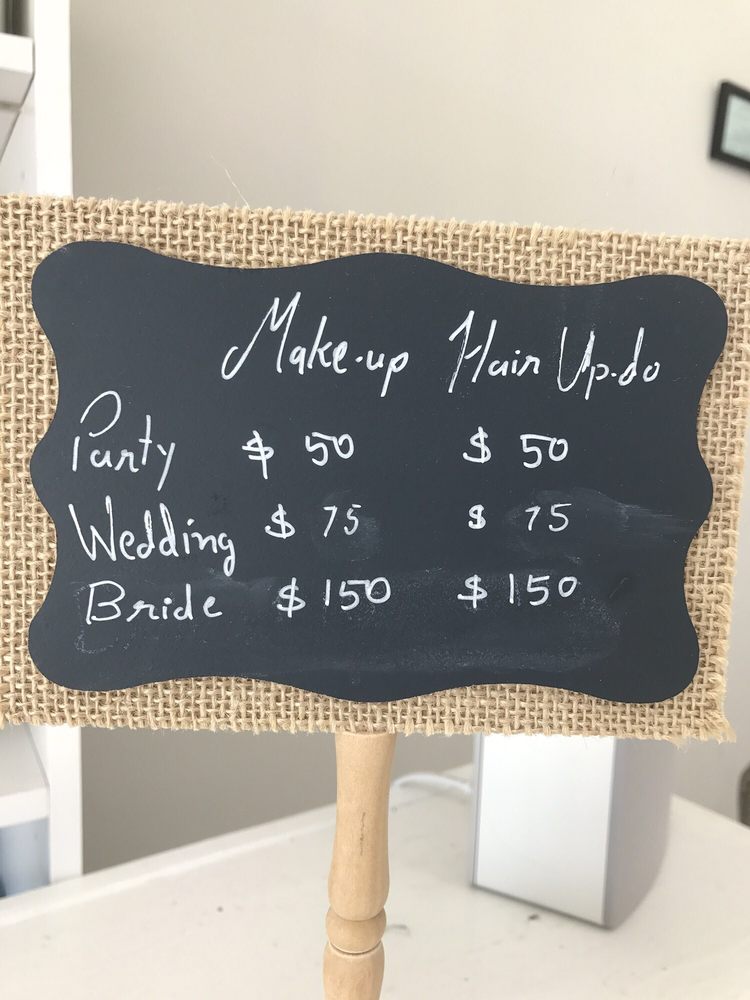 Make-up Hair Up-do
Party $ 50 $ 50
Wedding $ 75 $ 75
Bride $ 150 $ 150